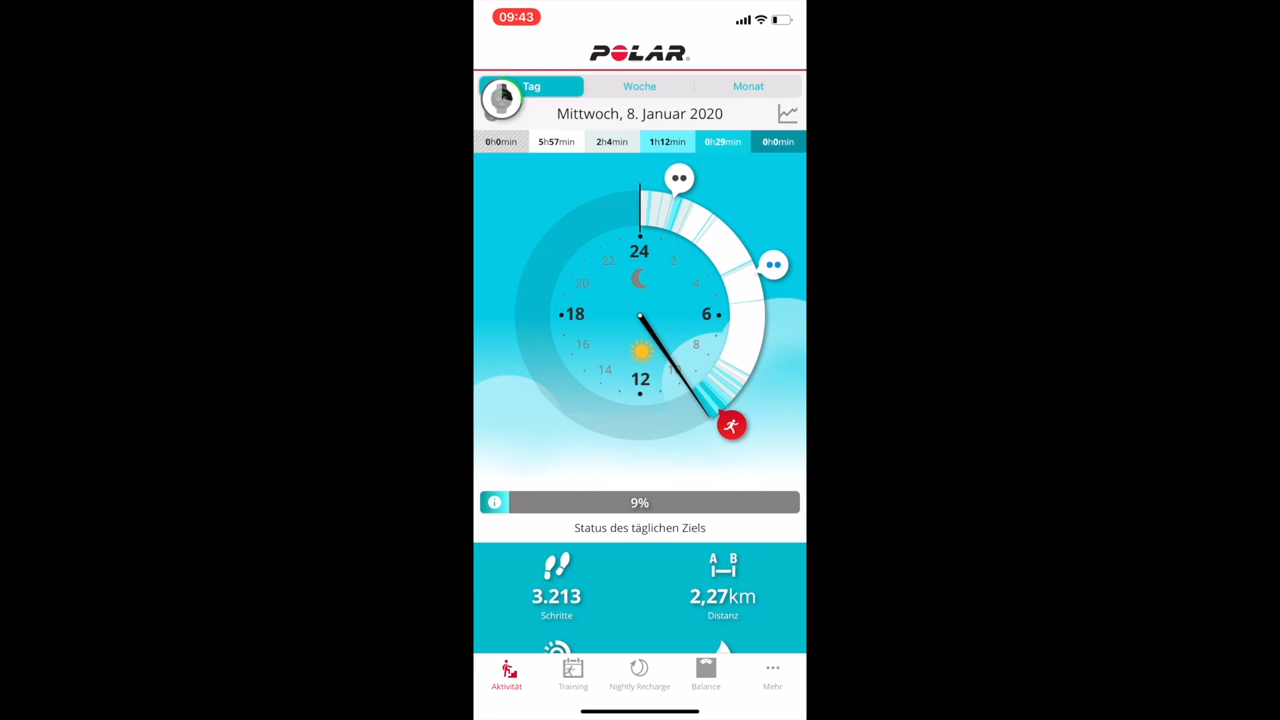 09:43
POLAR
Tag Woche Monat
Mittwoch, 8. Januar 2020
0h0min 5h57min 2h4min 1h12min 0h29min 0h0min
24
22 2
20 4
18 6
16 8
14 10
12
9%
Status des täglichen Ziels
A B
3.213 2,27km
Schritte Distanz
Aktivität Training Nightly Recharge Balance Mehr